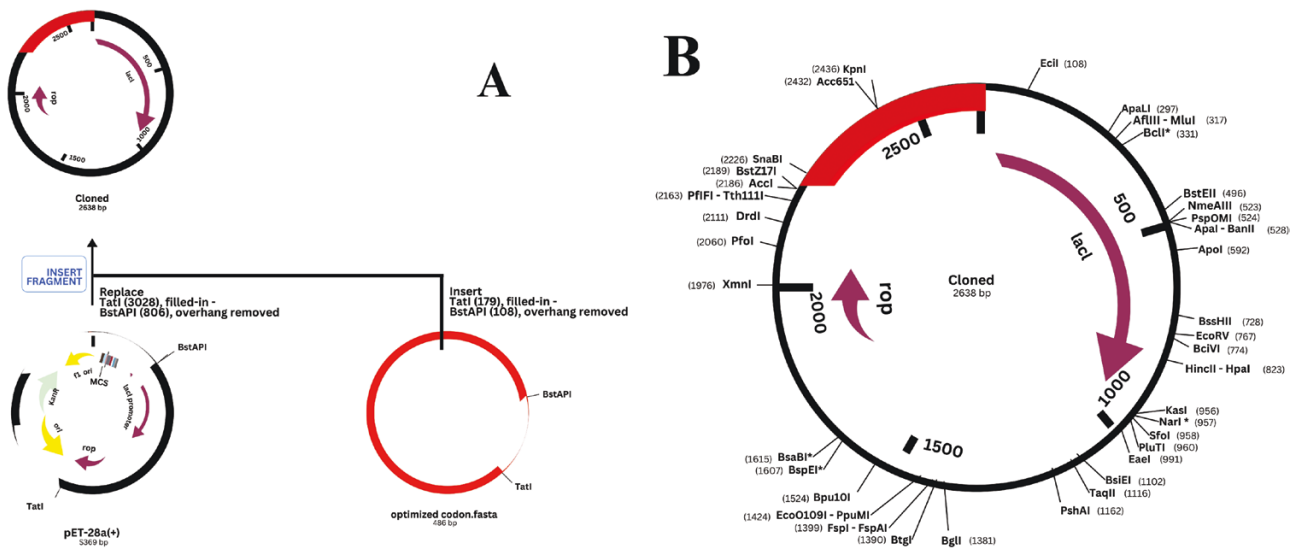 A
2500
500
lacI
rop
2000
1000
1500
Cloned
2638 bp
INSERT
FRAGMENT
Replace
TatI (3028), filled-in -
BstAPI (806), overhang removed
Insert
TatI (179), filled-in -
BstAPI (108), overhang removed
BstAPI
f1 ori
MCS
KanR
lacI promoter
ori
rop
TatI
pET-28a(+)
5369 bp
BstAPI
TatI
optimized codon.fasta
486 bp
B
(2436) KpnI
(2432) Acc65I
EciI (108)
ApaLI (297)
AflIII - MluI (317)
BclI* (331)
2500
(2226) SnaBI
(2189) BstZ17I
(2186) AccI
(2163) PflFI - Tth111I
(2111) DrdI
(2060) PfoI
(1976) XmnI
BstEII (496)
NmeAIII (523)
PspOMI (524)
ApaI - BanII (528)
ApoI (592)
500
lacI
Cloned
2638 bp
rop
2000
BssHII (728)
EcoRV (767)
BciVI (774)
HincII - HpaI (823)
1000
KasI (956)
NarI * (957)
SfoI (958)
PluTI (960)
EaeI (991)
BsiEI (1102)
TaqII (1116)
PshAI (1162)
1500
(1615) BsaBI*
(1607) BspEI*
(1524) Bpu10I
(1424) EcoO109I - PpuMI
(1399) FspI - FspAI
(1390) BtgI
BglI (1381)